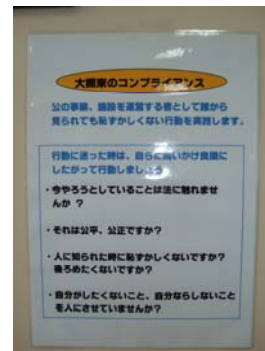 大規東のコンプライアンス
公の事業、施設を運営する者として誰から
見られても恥ずかしくない行動を実践します。
行動に迷った時は、自らに問いかけ良識に
したがって行動しましょう
・今やろうとしていることは法に触れませ
んか ?
・それは公平、公正ですか?
・人に知られた時に恥ずかしくないですか?
後ろめたくないですか?
・自分がしたくないこと、自分ならしないこと
を人にさせていませんか?